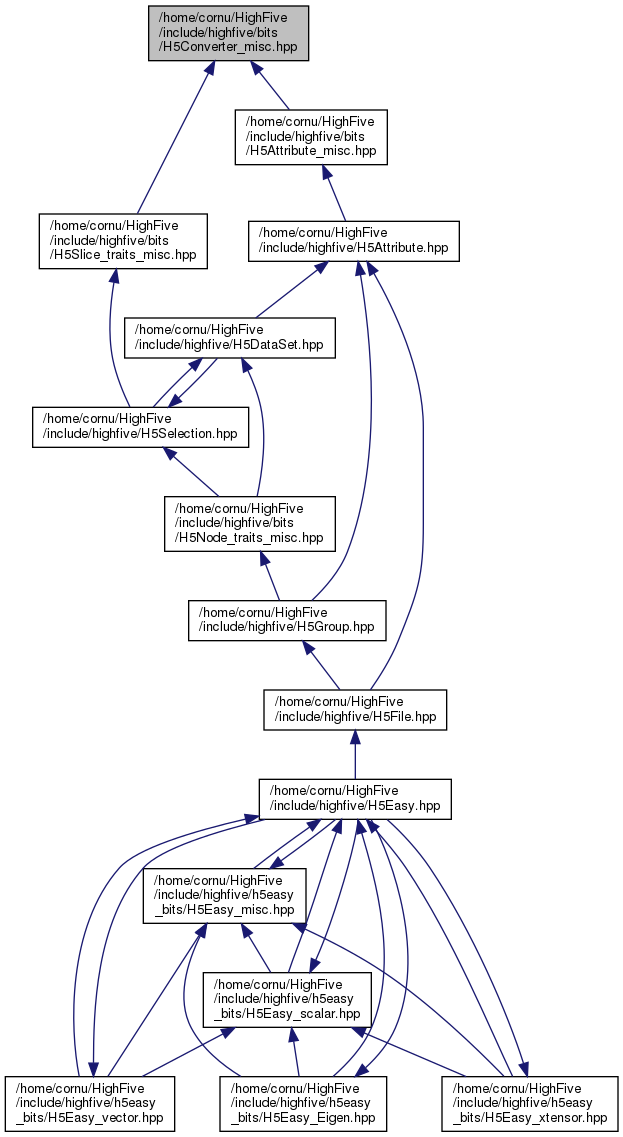 /home/cornu/HighFive
/include/highfive/bits
/H5Converter_misc.hpp
/home/cornu/HighFive
/include/highfive/bits
/H5Attribute_misc.hpp
/home/cornu/HighFive
/include/highfive/bits
/H5Slice_traits_misc.hpp
/home/cornu/HighFive
/include/highfive/H5Attribute.hpp
/home/cornu/HighFive
/include/highfive/H5DataSet.hpp
/home/cornu/HighFive
/include/highfive/H5Selection.hpp
/home/cornu/HighFive
/include/highfive/bits
/H5Node_traits_misc.hpp
/home/cornu/HighFive
/include/highfive/H5Group.hpp
/home/cornu/HighFive
/include/highfive/H5File.hpp
/home/cornu/HighFive
/include/highfive/H5Easy.hpp
/home/cornu/HighFive
/include/highfive/h5easy
_bits/H5Easy_misc.hpp
/home/cornu/HighFive
/include/highfive/h5easy
_bits/H5Easy_scalar.hpp
/home/cornu/HighFive
/include/highfive/h5easy
_bits/H5Easy_vector.hpp
/home/cornu/HighFive
/include/highfive/h5easy
_bits/H5Easy_Eigen.hpp
/home/cornu/HighFive
/include/highfive/h5easy
_bits/H5Easy_xtensor.hpp